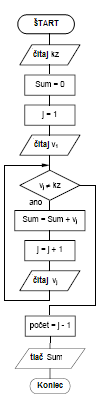 ŠTART
čítaj kz
Sum = 0
j = 1
čítaj v₁
vⱼ ≠ kz
ano
Sum = Sum + vⱼ
j = j + 1
čítaj vⱼ
počet = j - 1
tlač Sum
Koniec